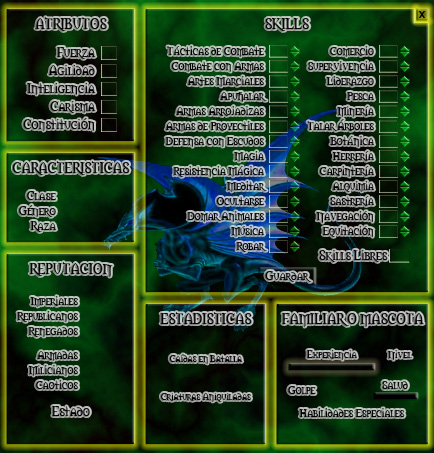 ATRIBUTOS
Fuerza
Agilidad
Inteligencia
Carisma
Constitución
CARACTERISTICAS
Clase
Género
Raza
REPUTACION
Imperiales
Republicanos
Renegados
Armadas
Milicianos
Caoticos
Estado
SKILLS
X
Tácticas de Combate
Combate con Armas
Artes Marciales
Apuñalar
Armas Arrojadizas
Armas de Proyectiles
Defensa con Escudos
Magia
Resistencia Mágica
Meditar
Ocultarse
Domar Animales
Musica
Robar
Comercio
Supervivencia
Liderazgo
Pesca
Minería
Talar Árboles
Botánica
Herrería
Carpintería
Alquimia
Sastrería
Navegación
Equitación
Skills Libres
Guardar
ESTADISTICAS
Caídas en Batalla
Criaturas Aniquiladas
FAMILIAR O MASCOTA
Experiencia Nivel
Golpe Salud
Habilidades Especiales